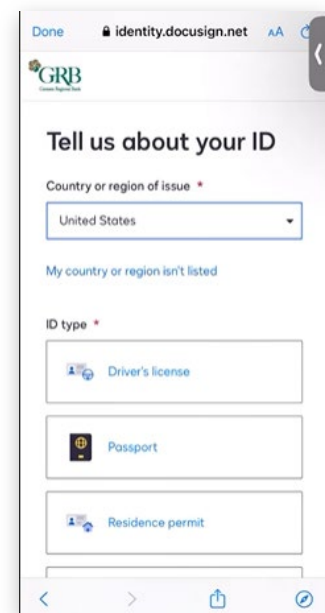 Done
identity.docusign.net
AA
GRB
Tell us about your ID
Country or region of issue *
United States
My country or region isn't listed
ID type *
Driver's license
Passport
Residence permit